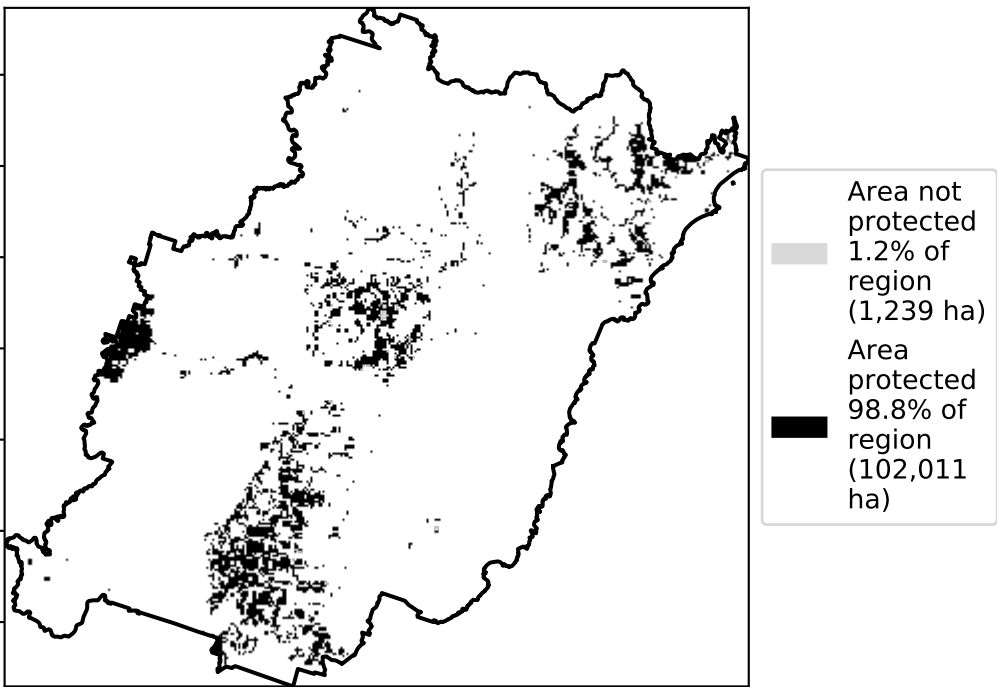 Area not
protected
1.2% of
region
(1,239 ha)
Area
protected
98.8% of
region
(102,011
ha)